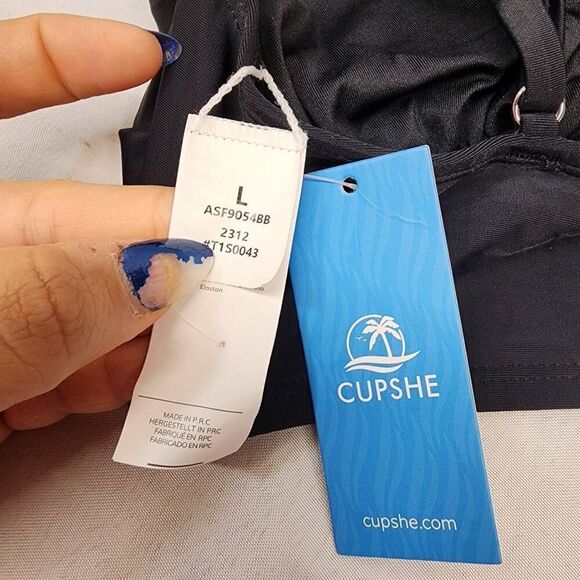 L
ASF9054BB
2312
#T1S0043
Elastan
MADE IN P.R.C
HERGESTELLT IN PRC
FABRIQUÉ EN RPC
FABRICADO EN RPC
CUPSHE
cupshe.com